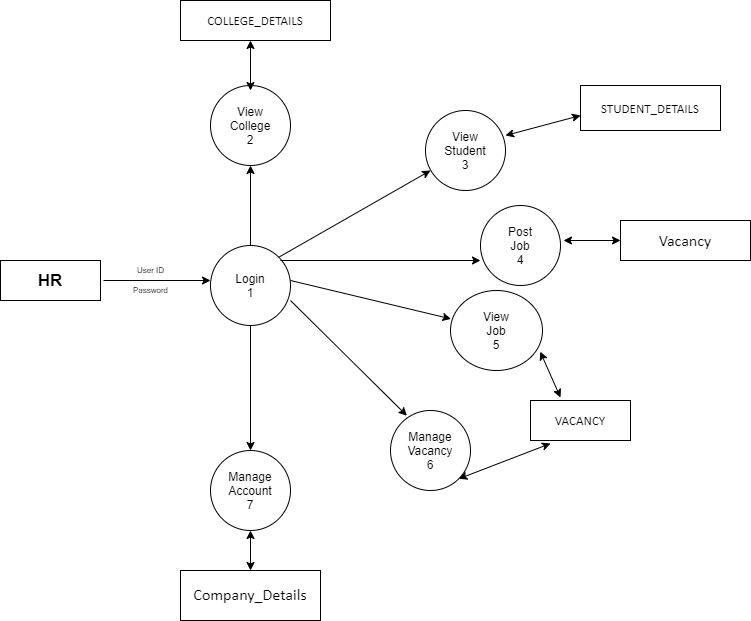 COLLEGE_DETAILS
View
College
2
View
Student
3
STUDENT_DETAILS
Post
Job
4
Vacancy
HR
User ID
Password
Login
1
View
Job
5
VACANCY
Manage
Vacancy
6
Manage
Account
7
Company_Details